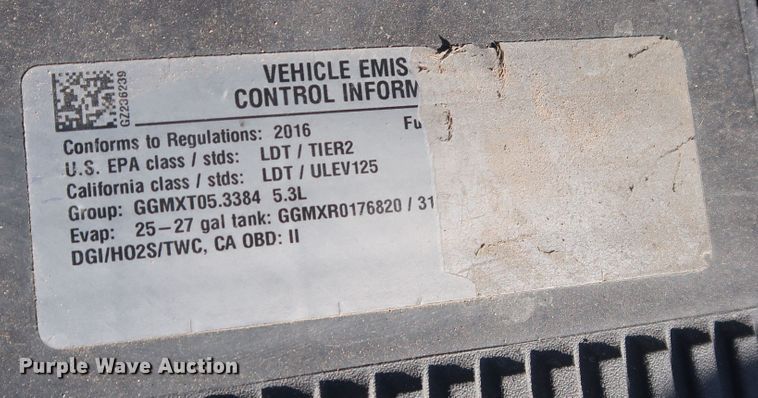 GZ236239
VEHICLE EMIS
CONTROL INFORM
Conforms to Regulations: 2016 Fu
U.S. EPA class / stds: LDT / TIER2
California class / stds: LDT / ULEV125
Group: GGMXT05.3384 5.3L
Evap: 25-27 gal tank: GGMXR0176820 / 31
DGI/HO2S/TWC, CA OBD: II
Purple Wave Auction